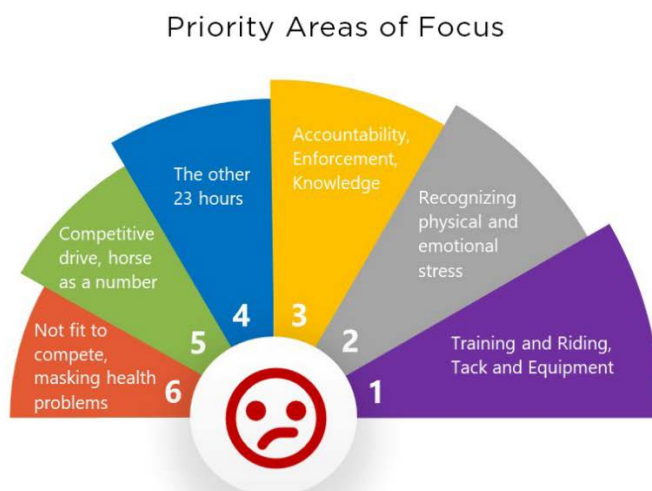 Priority Areas of Focus
Accountability,
Enforcement,
Knowledge
The other
23 hours
Recognizing
physical and
emotional
stress
Competitive
drive, horse
as a number
Not fit to
compete,
masking health
problems
Training and Riding,
Tack and Equipment
6
5
4
3
2
1